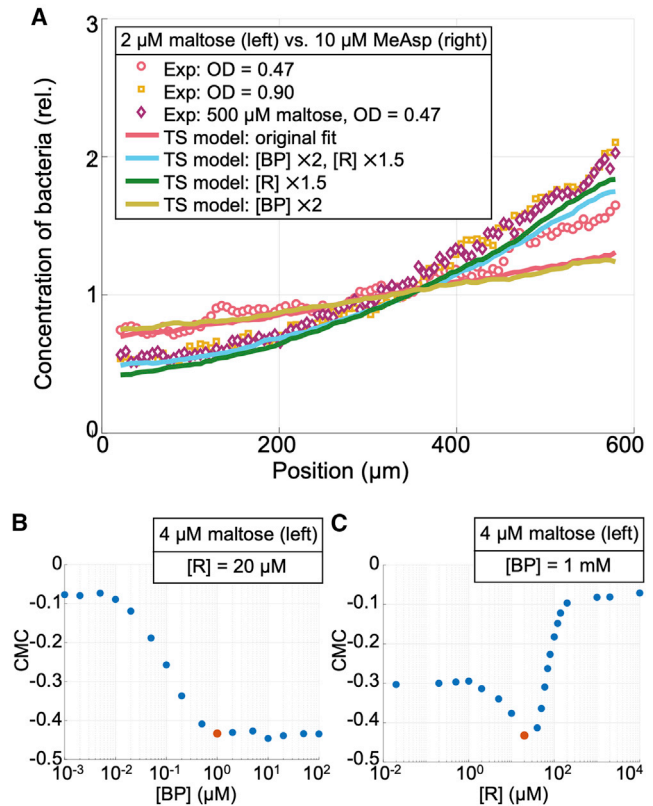 A
3
2 µM maltose (left) vs. 10 µM MeAsp (right)
Exp: OD = 0.47
Exp: OD = 0.90
Exp: 500 µM maltose, OD = 0.47
TS model: original fit
TS model: [BP] ×2, [R] ×1.5
TS model: [R] ×1.5
TS model: [BP] ×2
2
1
0
Concentration of bacteria (rel.)
0 200 400 600
Position (µm)
B
4 µM maltose (left)
[R] = 20 µM
0
-0.1
-0.2
-0.3
-0.4
-0.5
CMC
10⁻³ 10⁻² 10⁻¹ 10⁰ 10¹ 10²
[BP] (µM)
C
4 µM maltose (left)
[BP] = 1 mM
0
-0.1
-0.2
-0.3
-0.4
-0.5
CMC
10⁻² 10⁰ 10² 10⁴
[R] (µM)